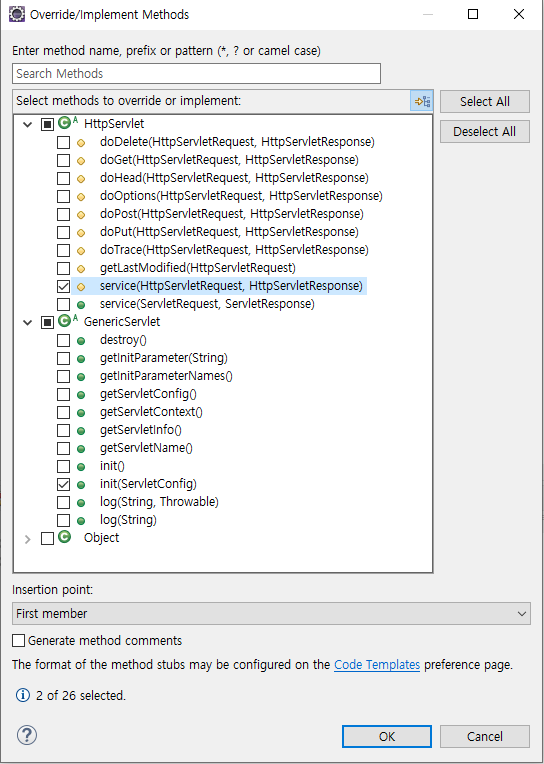 Override/Implement Methods
Enter method name, prefix or pattern (*, ? or camel case)
Search Methods
Select methods to override or implement:
Select All
Deselect All
HttpServlet
doDelete(HttpServletRequest, HttpServletResponse)
doGet(HttpServletRequest, HttpServletResponse)
doHead(HttpServletRequest, HttpServletResponse)
doOptions(HttpServletRequest, HttpServletResponse)
doPost(HttpServletRequest, HttpServletResponse)
doPut(HttpServletRequest, HttpServletResponse)
doTrace(HttpServletRequest, HttpServletResponse)
getLastModified(HttpServletRequest)
service(HttpServletRequest, HttpServletResponse)
service(ServletRequest, ServletResponse)
GenericServlet
destroy()
getInitParameter(String)
getInitParameterNames()
getServletConfig()
getServletContext()
getServletInfo()
getServletName()
init()
init(ServletConfig)
log(String, Throwable)
log(String)
Object
Insertion point:
First member
Generate method comments
The format of the method stubs may be configured on the Code Templates preference page.
2 of 26 selected.
OK
Cancel